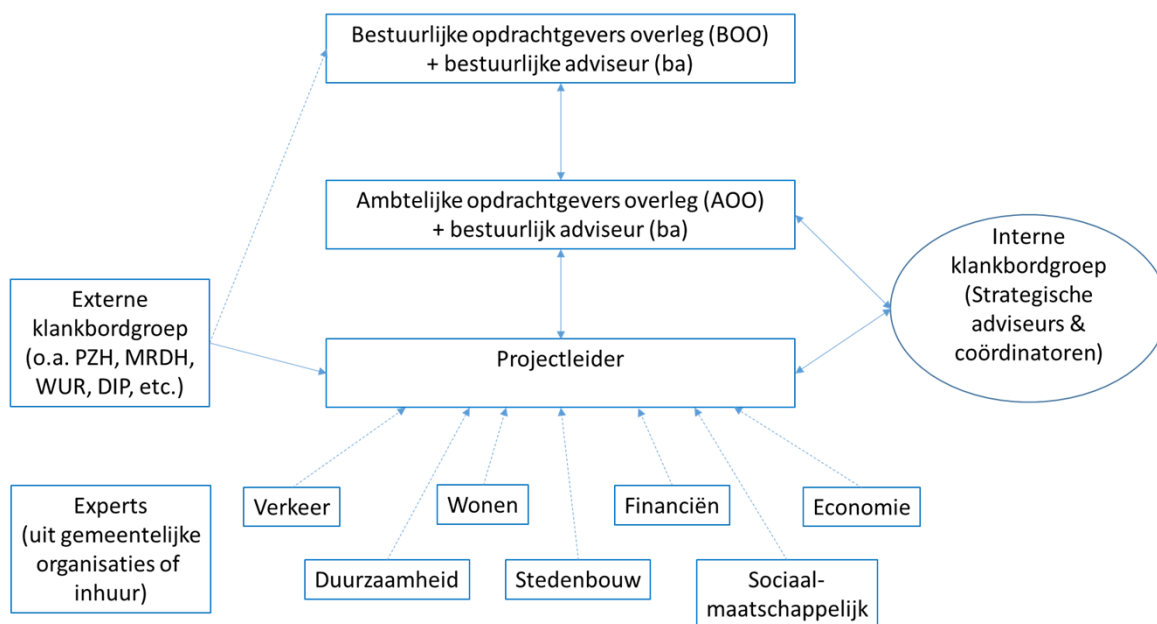 Bestuurlijke opdrachtgevers overleg (BOO)
+ bestuurlijke adviseur (ba)
Ambtelijke opdrachtgevers overleg (AOO)
+ bestuurlijk adviseur (ba)
Interne
klankbordgroep
(Strategische
adviseurs &
coördinatoren)
Externe
klankbordgroep
(o.a. PZH, MRDH,
WUR, DIP, etc.)
Projectleider
Experts
(uit gemeentelijke
organisaties of
inhuur)
Verkeer
Wonen
Financiën
Economie
Duurzaamheid
Stedenbouw
Sociaal-
maatschappelijk